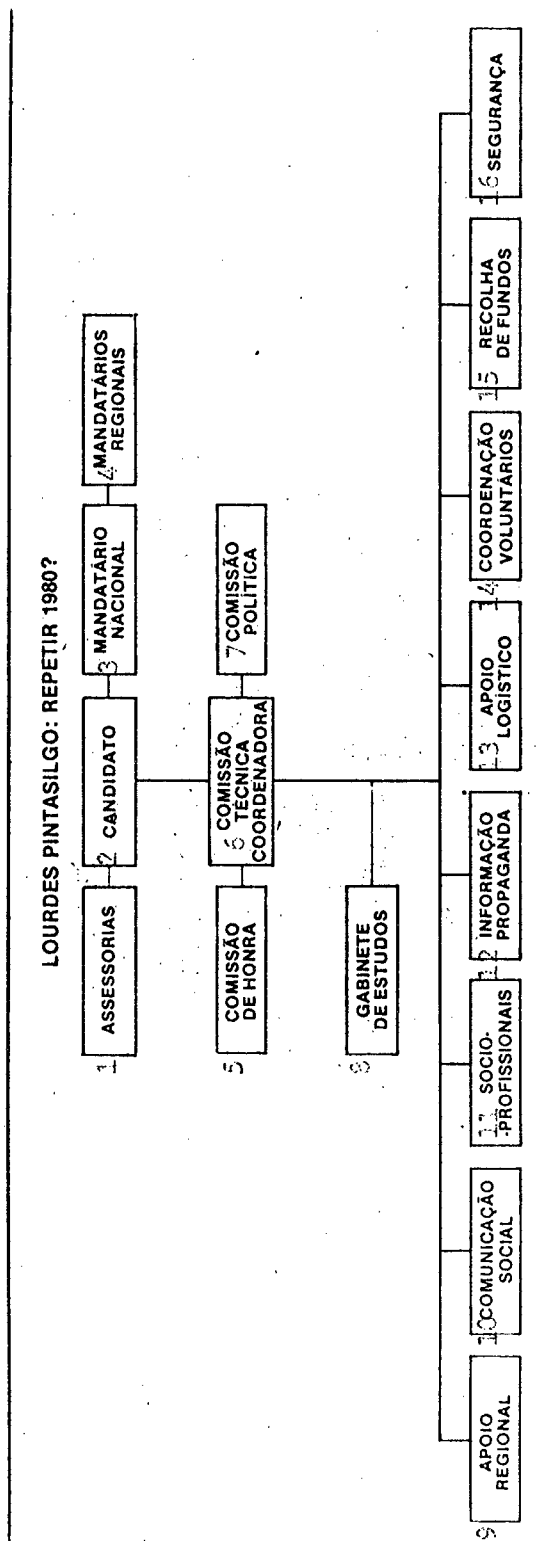 LOURDES PINTASILGO: REPETIR 1980?
1 ASSESSORIAS
2 CANDIDATO
3 MANDATÁRIO
NACIONAL
4 MANDATÁRIOS
REGIONAIS
5 COMISSÃO
DE HONRA
6 COMISSÃO
TÉCNICA
COORDENADORA
7 COMISSÃO
POLÍTICA
8 GABINETE
DE ESTUDOS
9 APOIO
REGIONAL
10 COMUNICAÇÃO
SOCIAL
11 SOCIO-
-PROFISSIONAIS
12 INFORMAÇÃO
PROPAGANDA
13 APOIO
LOGÍSTICO
14 COORDENAÇÃO
VOLUNTÁRIOS
15 RECOLHA
DE FUNDOS
16 SEGURANÇA